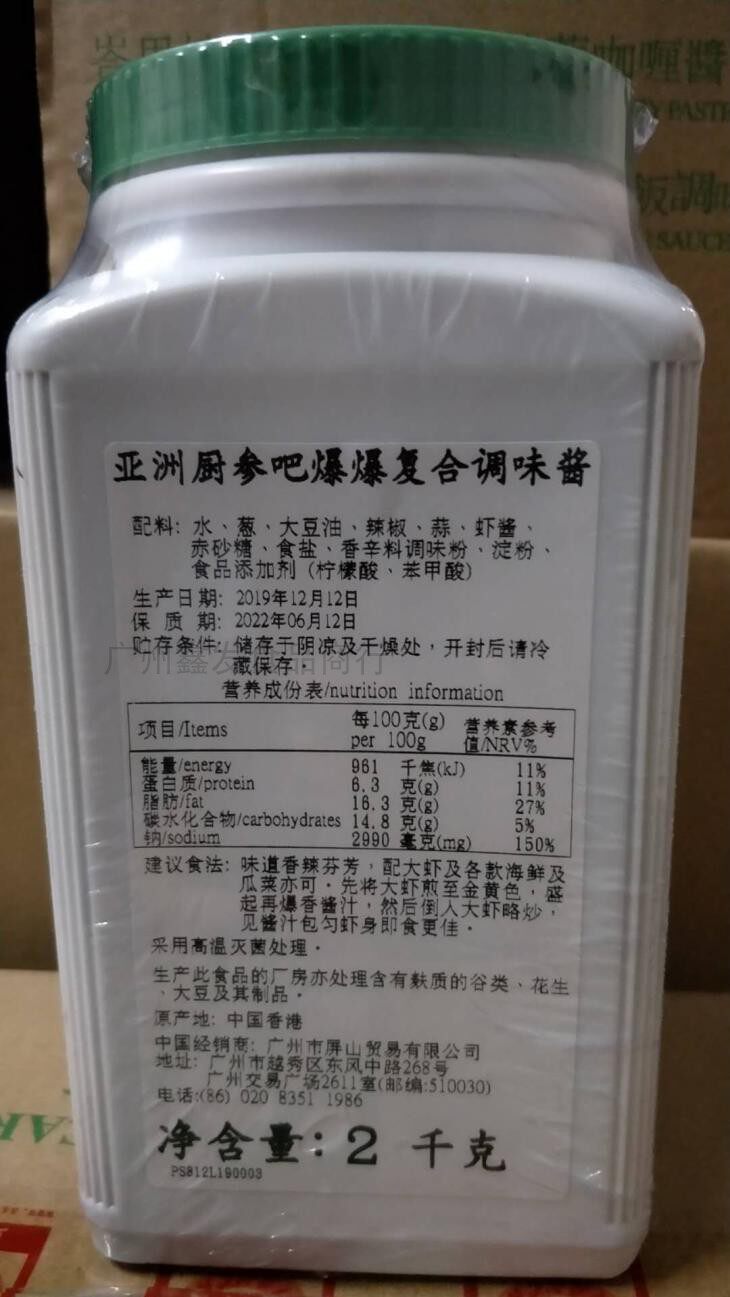 咖喱醬
Y PASTE
飯調味
SAUCE
亚洲厨参吧爆爆复合调味酱
配料: 水、葱、大豆油、辣椒、蒜、虾酱、
赤砂糖、食盐、香辛料调味粉、淀粉、
食品添加剂 (柠檬酸、苯甲酸)
生产日期: 2019年12月12日
保 质 期: 2022年06月12日
贮存条件: 储存于阴凉及干燥处，开封后请冷
藏保存。
营养成份表/nutrition information
项目/Items 每100克(g) per 100g 营养素参考值/NRV%
能量/energy 961 千焦(kJ) 11%
蛋白质/protein 6.3 克(g) 11%
脂肪/fat 16.3 克(g) 27%
碳水化合物/carbohydrates 14.8 克(g) 5%
钠/sodium 2990 毫克(mg) 150%
建议食法: 味道香辣芬芳，配大虾及各款海鲜及
瓜菜亦可。先将大虾煎至金黄色，盛
起再爆香酱汁，然后倒入大虾略炒，
见酱汁包匀虾身即食更佳。
采用高温灭菌处理。
生产此食品的厂房亦处理含有麸质的谷类、花生
、大豆及其制品。
原产地: 中国香港
中国经销商: 广州市屏山贸易有限公司
地址: 广州市越秀区东风中路268号
广州交易广场2611室(邮编:510030)
电话:(86) 020 8351 1986
净含量: 2 千克
PS812L190003